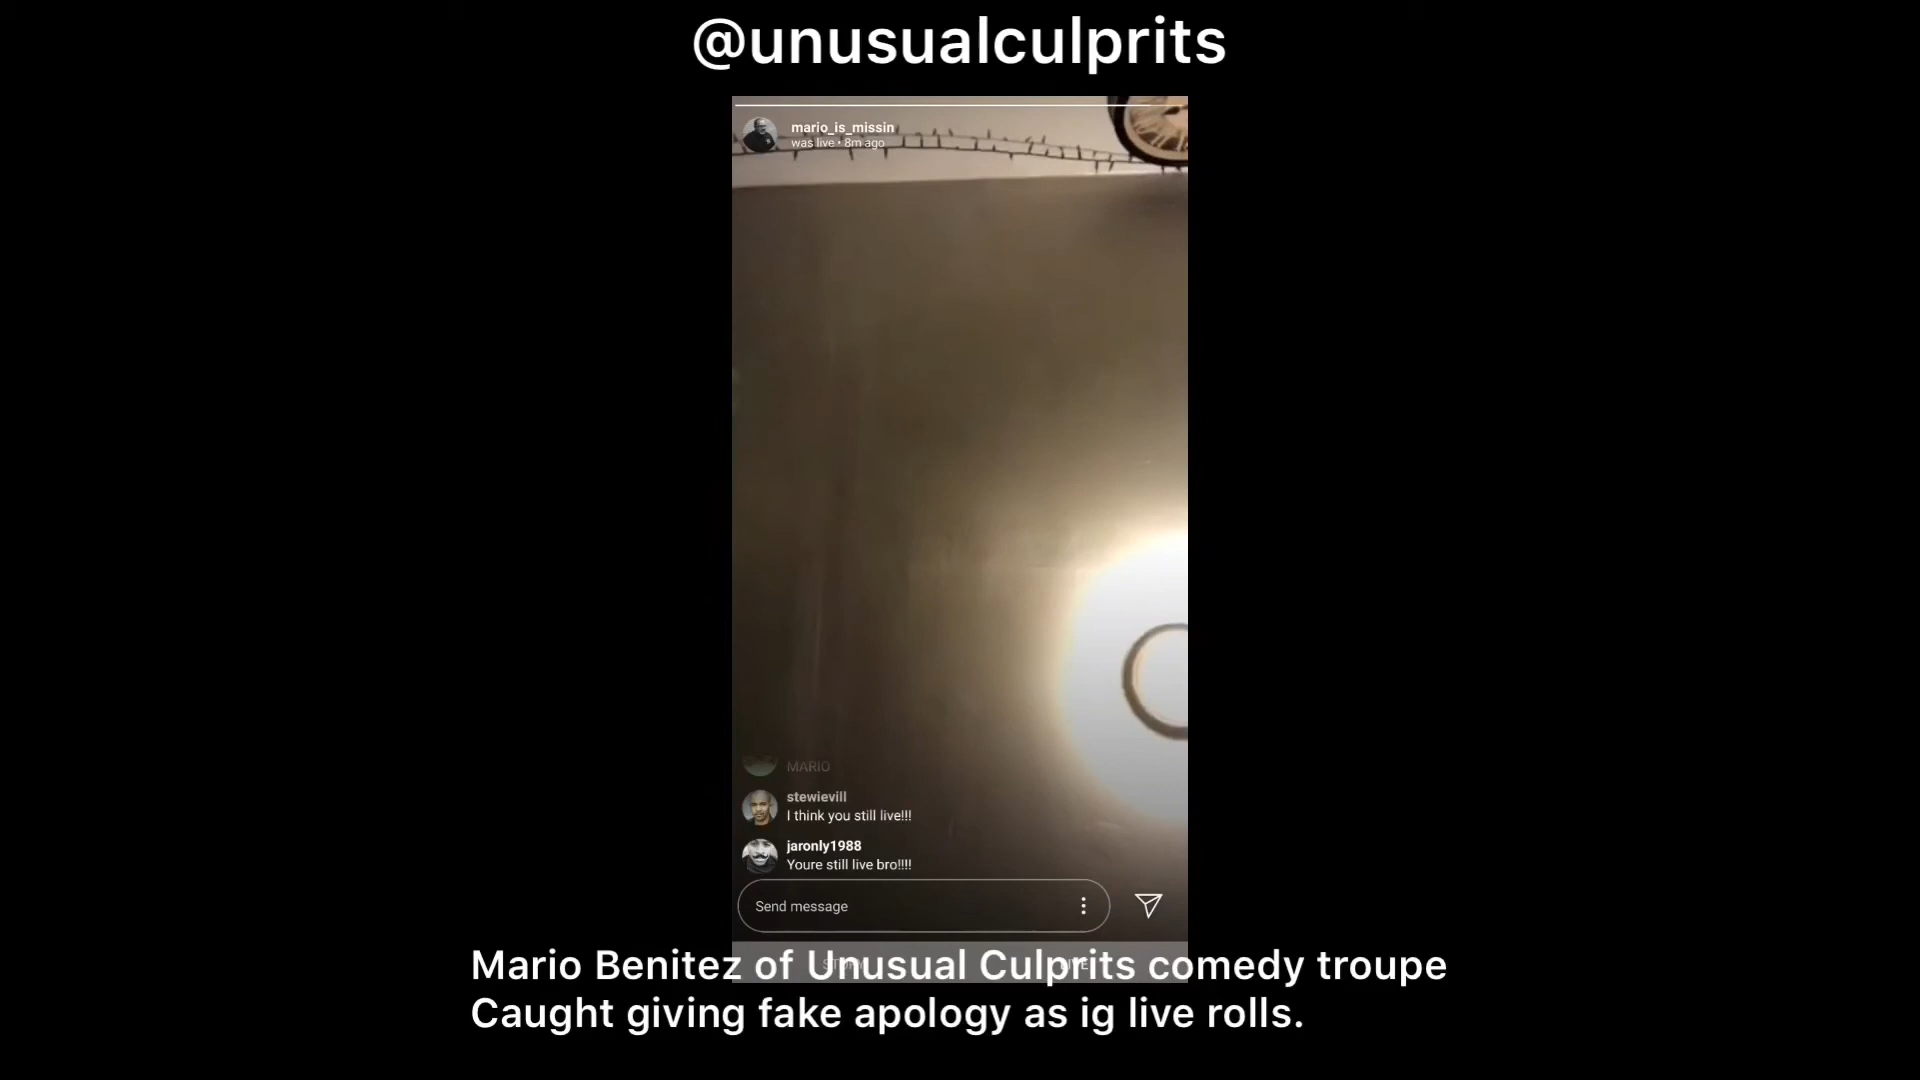 @unusualculprits
mario_is_missin
was live • 8m ago
MARIO
stewievill
I think you still live!!!
jaronly1988
Youre still live bro!!!!
Send message
Mario Benitez of Unusual Culprits comedy troupe
Caught giving fake apology as ig live rolls.